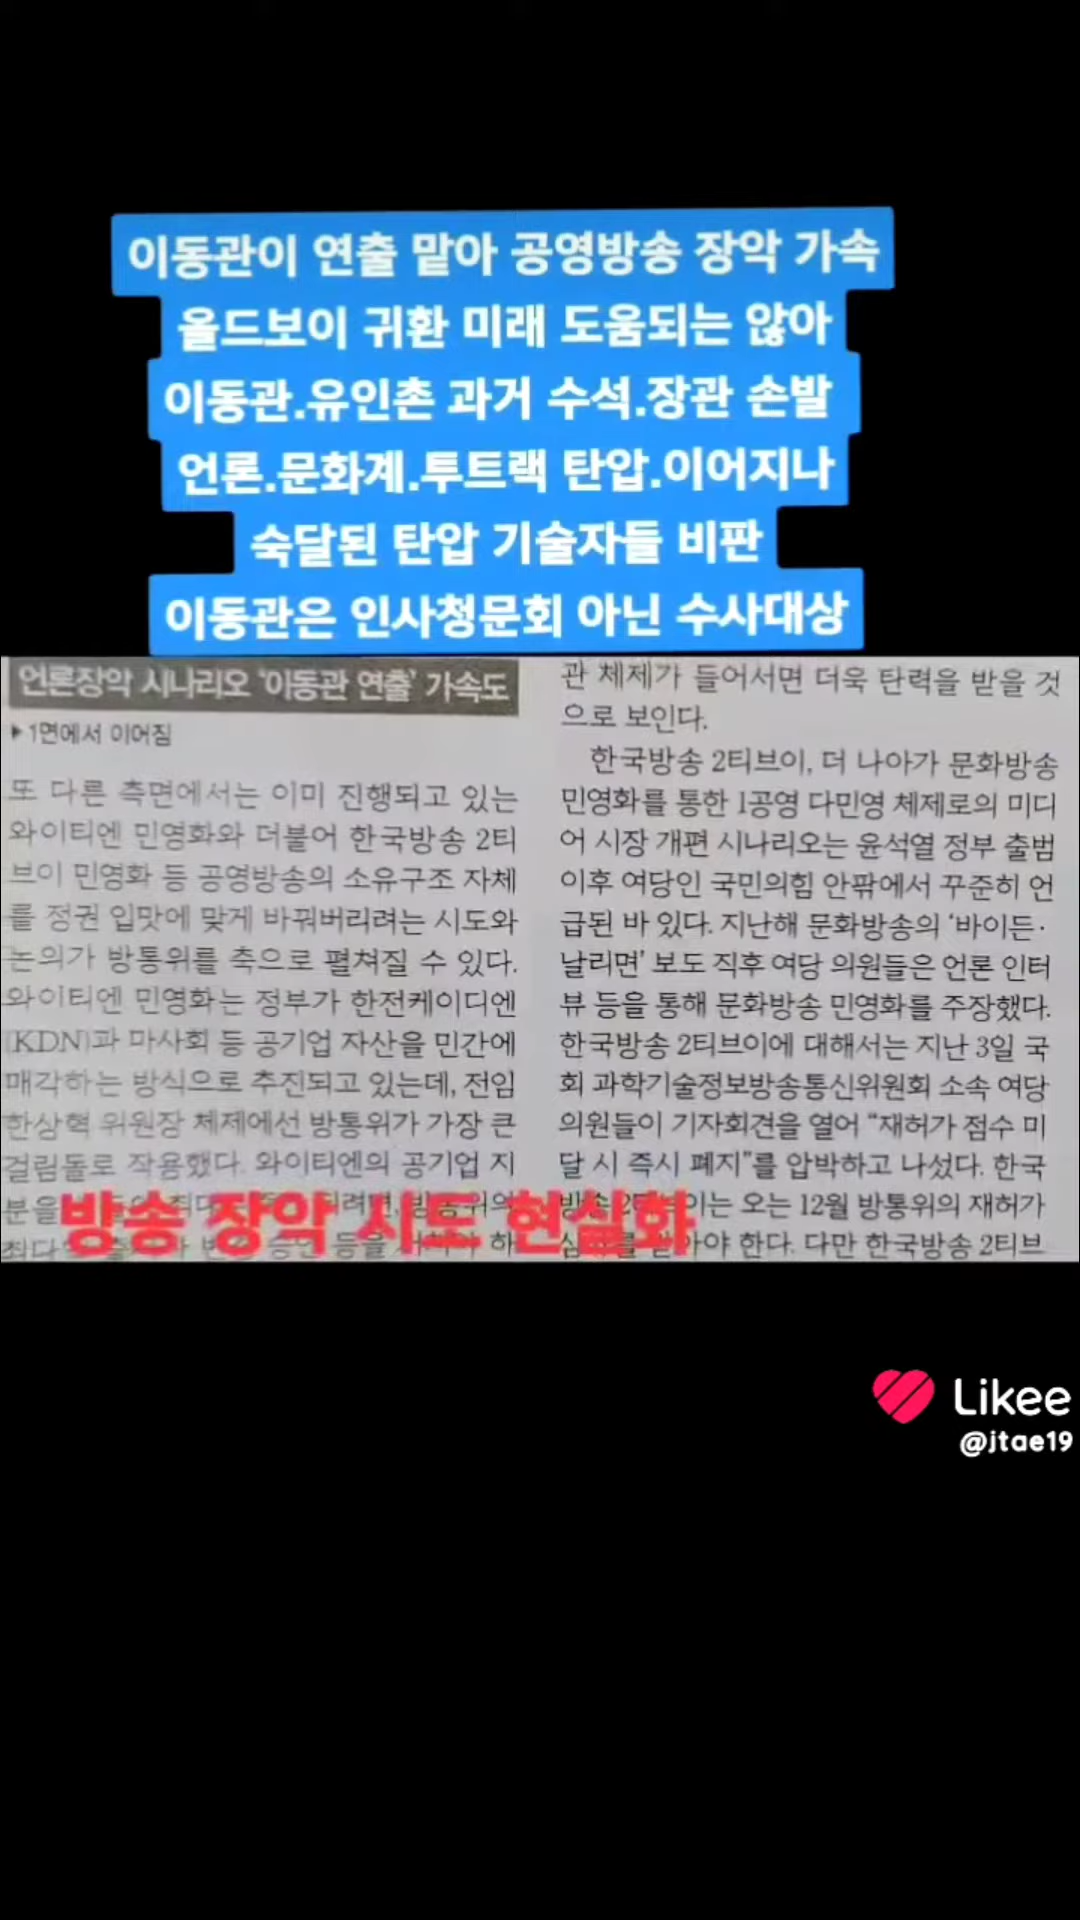 이동관이 연출 맡아 공영방송 장악 가속
올드보이 귀환 미래 도움되는 않아
이동관.유인촌 과거 수석.장관 손발
언론.문화계.투트랙 탄압.이어지나
숙달된 탄압 기술자들 비판
이동관은 인사청문회 아닌 수사대상
언론장악 시나리오 ‘이동관 연출’ 가속도
▶1면에서 이어짐
또 다른 측면에서는 이미 진행되고 있는
와이티엔 민영화와 더불어 한국방송 2티
브이 민영화 등 공영방송의 소유구조 자체
를 정권 입맛에 맞게 바꿔버리려는 시도와
논의가 방통위를 축으로 펼쳐질 수 있다.
와이티엔 민영화는 정부가 한전케이디엔
(KDN)과 마사회 등 공기업 자산을 민간에
매각하는 방식으로 추진되고 있는데, 전임
한상혁 위원장 체제에선 방통위가 가장 큰
걸림돌로 작용했다. 와이티엔의 공기업 지
분을
관 체제가 들어서면 더욱 탄력을 받을 것
으로 보인다.
한국방송 2티브이, 더 나아가 문화방송
민영화를 통한 1공영 다민영 체제로의 미디
어 시장 개편 시나리오는 윤석열 정부 출범
이후 여당인 국민의힘 안팎에서 꾸준히 언
급된 바 있다. 지난해 문화방송의 ‘바이든·
날리면’ 보도 직후 여당 의원들은 언론 인터
뷰 등을 통해 문화방송 민영화를 주장했다.
한국방송 2티브이에 대해서는 지난 3일 국
회 과학기술정보방송통신위원회 소속 여당
의원들이 기자회견을 열어 “재허가 점수 미
달 시 즉시 폐지”를 압박하고 나섰다. 한국
오는 12월 방통위의 재허가
야 한다. 다만 한국방송 2티브
방송 장악 시도 현실화
Likee
@jtae19